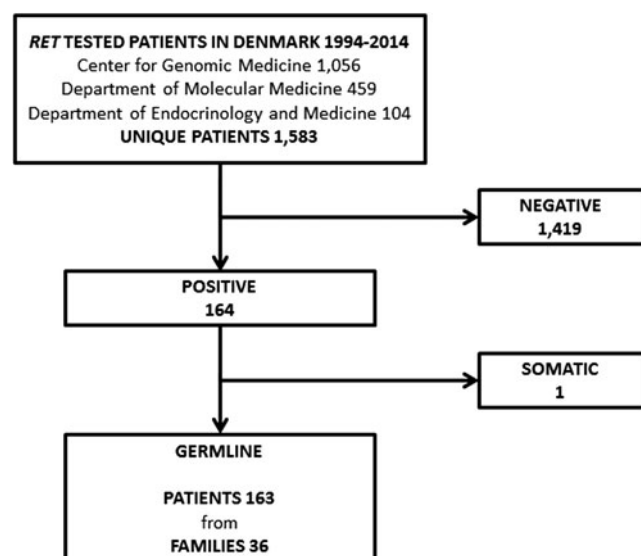 RET TESTED PATIENTS IN DENMARK 1994-2014
Center for Genomic Medicine 1,056
Department of Molecular Medicine 459
Department of Endocrinology and Medicine 104
UNIQUE PATIENTS 1,583
NEGATIVE
1,419
POSITIVE
164
SOMATIC
1
GERMLINE
PATIENTS 163
from
FAMILIES 36